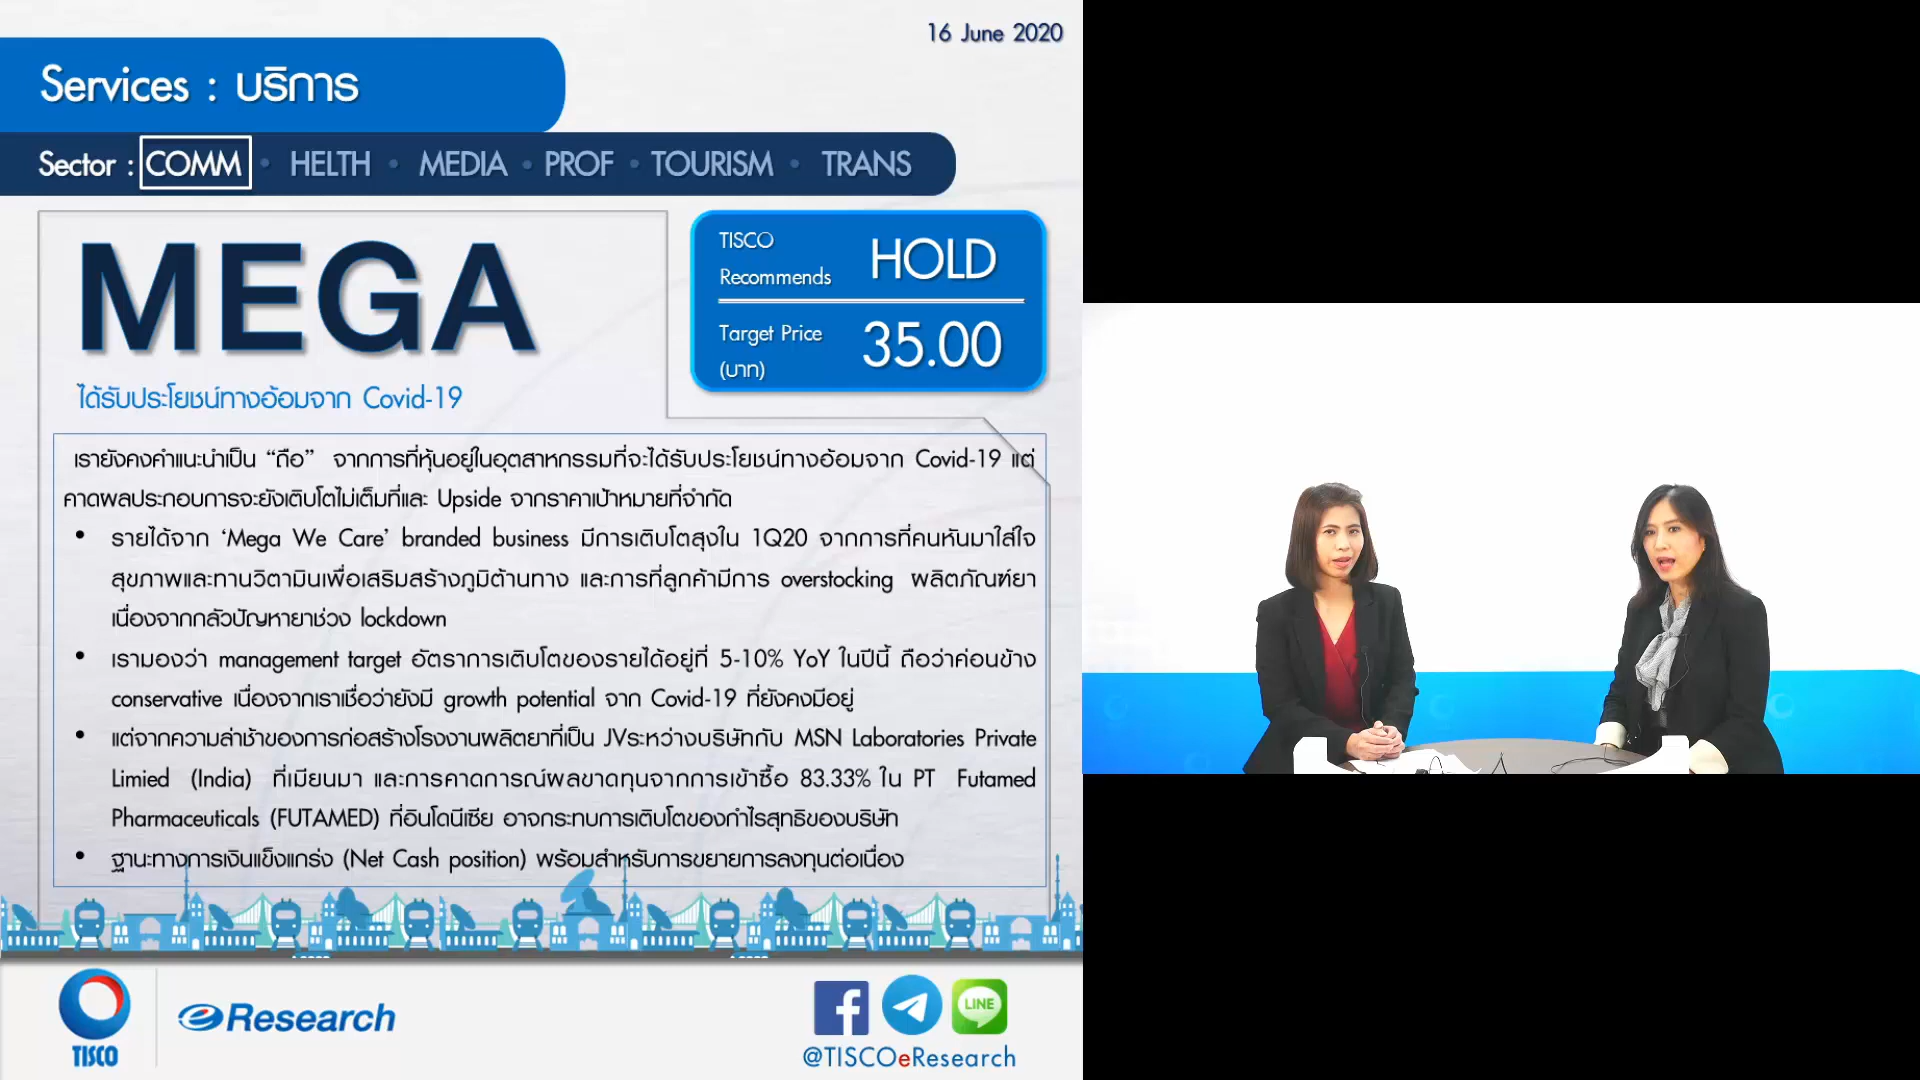 16 June 2020
Services : บริการ
Sector : COMM • HELTH • MEDIA • PROF • TOURISM • TRANS
MEGA
ได้รับประโยชน์ทางอ้อมจาก Covid-19
TISCO
Recommends
HOLD
Target Price
(บาท)
35.00
เรายังคงคำแนะนำเป็น “ถือ” จากการที่หุ้นอยู่ในอุตสาหกรรมที่จะได้รับประโยชน์ทางอ้อมจาก Covid-19 แต่
คาดผลประกอบการจะยังเติบโตไม่เต็มที่และ Upside จากราคาเป้าหมายที่จำกัด
• รายได้จาก ‘Mega We Care’ branded business มีการเติบโตสูงใน 1Q20 จากการที่คนหันมาใส่ใจ
สุขภาพและทานวิตามินเพื่อเสริมสร้างภูมิต้านทาง และการที่ลูกค้ามีการ overstocking ผลิตภัณฑ์ยา
เนื่องจากกลัวปัญหายาช่วง lockdown
• เรามองว่า management target อัตราการเติบโตของรายได้อยู่ที่ 5-10% YoY ในปีนี้ ถือว่าค่อนข้าง
conservative เนื่องจากเราเชื่อว่ายังมี growth potential จาก Covid-19 ที่ยังคงมีอยู่
• แต่จากความล่าช้าของการก่อสร้างโรงงานผลิตยาที่เป็น JVระหว่างบริษัทกับ MSN Laboratories Private
Limied (India) ที่เมียนมา และการคาดการณ์ผลขาดทุนจากการเข้าซื้อ 83.33% ใน PT Futamed
Pharmaceuticals (FUTAMED) ที่อินโดนีเซีย อาจกระทบการเติบโตของกำไรสุทธิของบริษัท
• ฐานะทางการเงินแข็งแกร่ง (Net Cash position) พร้อมสำหรับการขยายการลงทุนต่อเนื่อง
TISCO
eResearch
LINE
@TISCOeResearch